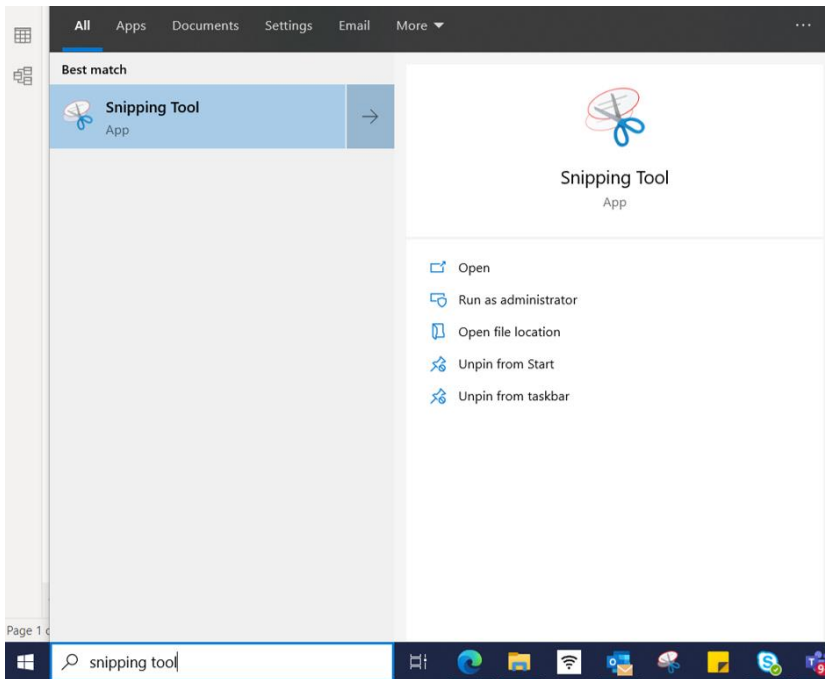 All Apps Documents Settings Email More
Best match
Snipping Tool
App
Snipping Tool
App
Open
Run as administrator
Open file location
Unpin from Start
Unpin from taskbar
Page 1
snipping tool
9